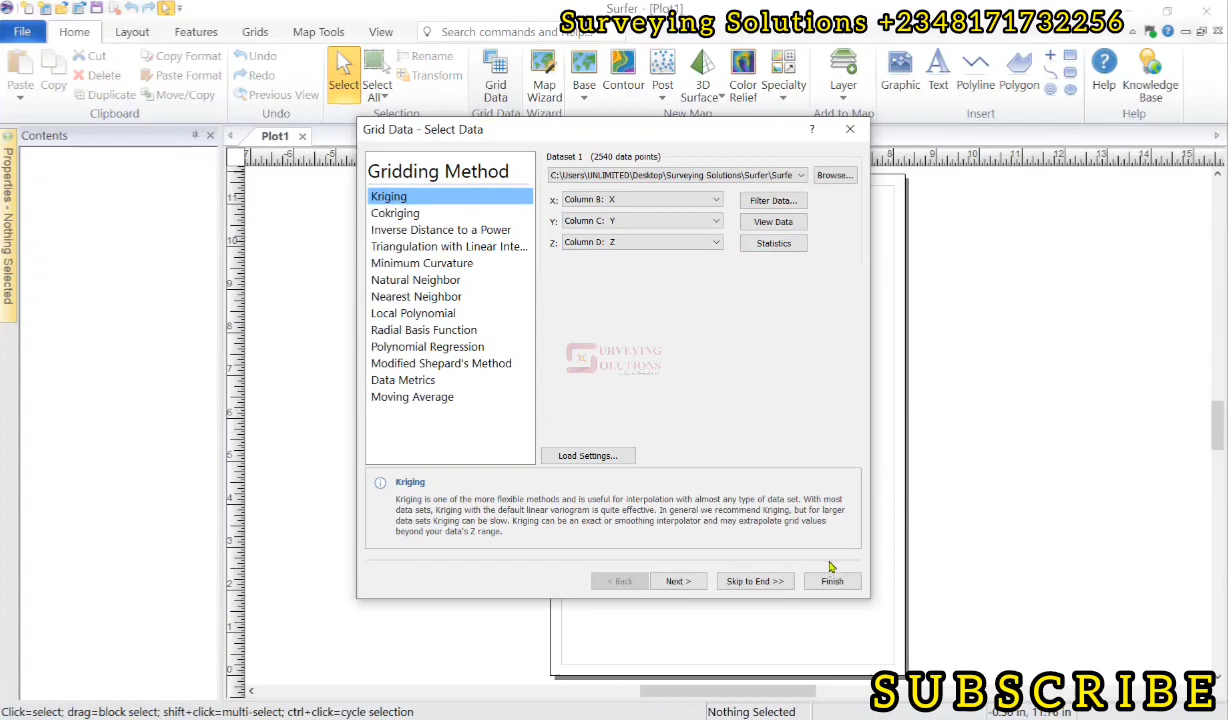 Surfer - [Plot1]
Surveying Solutions +2348171732256
File
Home
Layout
Features
Grids
Map Tools
View
Search commands and help...
Paste
Copy
Cut
Delete
Duplicate
Copy Format
Paste Format
Move/Copy
Clipboard
Undo
Redo
Previous View
Undo
Select
Select
All
Rename
Transform
Selection
Grid
Data
Grid Data
Map
Wizard
Wizard
Base
Contour
Post
3D
Surface
Color
Relief
Specialty
New Map
Layer
Add to Map
Graphic
Text
Polyline
Polygon
Insert
Help
Knowledge
Base
Help
Contents
Plot1
Properties - Nothing Selected
Grid Data - Select Data
Gridding Method
Kriging
Cokriging
Inverse Distance to a Power
Triangulation with Linear Inte...
Minimum Curvature
Natural Neighbor
Nearest Neighbor
Local Polynomial
Radial Basis Function
Polynomial Regression
Modified Shepard's Method
Data Metrics
Moving Average
Dataset 1 (2540 data points)
C:\Users\UNLIMITED\Desktop\Surveying Solutions\Surfer\Surfe
Browse...
X: Column B: X
Filter Data...
Y: Column C: Y
View Data
Z: Column D: Z
Statistics
SURVEYING
SOLUTIONS
Load Settings...
Kriging
Kriging is one of the more flexible methods and is useful for interpolation with almost any type of data set. With most
data sets, Kriging with the default linear variogram is quite effective. In general we recommend Kriging, but for larger
data sets Kriging can be slow. Kriging can be an exact or smoothing interpolator and may extrapolate grid values
beyond your data's Z range.
< Back
Next >
Skip to End >>
Finish
SUBSCRIBE
Click=select; drag=block select; shift+click=multi-select; ctrl+click=cycle selection
Nothing Selected